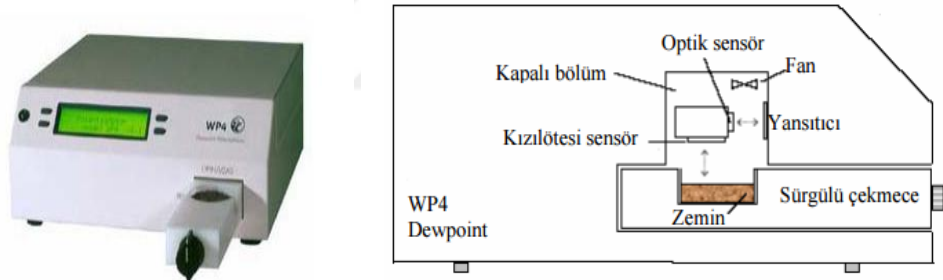 WP4
Optik sensör
Fan
Kapalı bölüm
Yansıtıcı
Kızılötesi sensör
Sürgülü çekmece
WP4
Dewpoint
Zemin